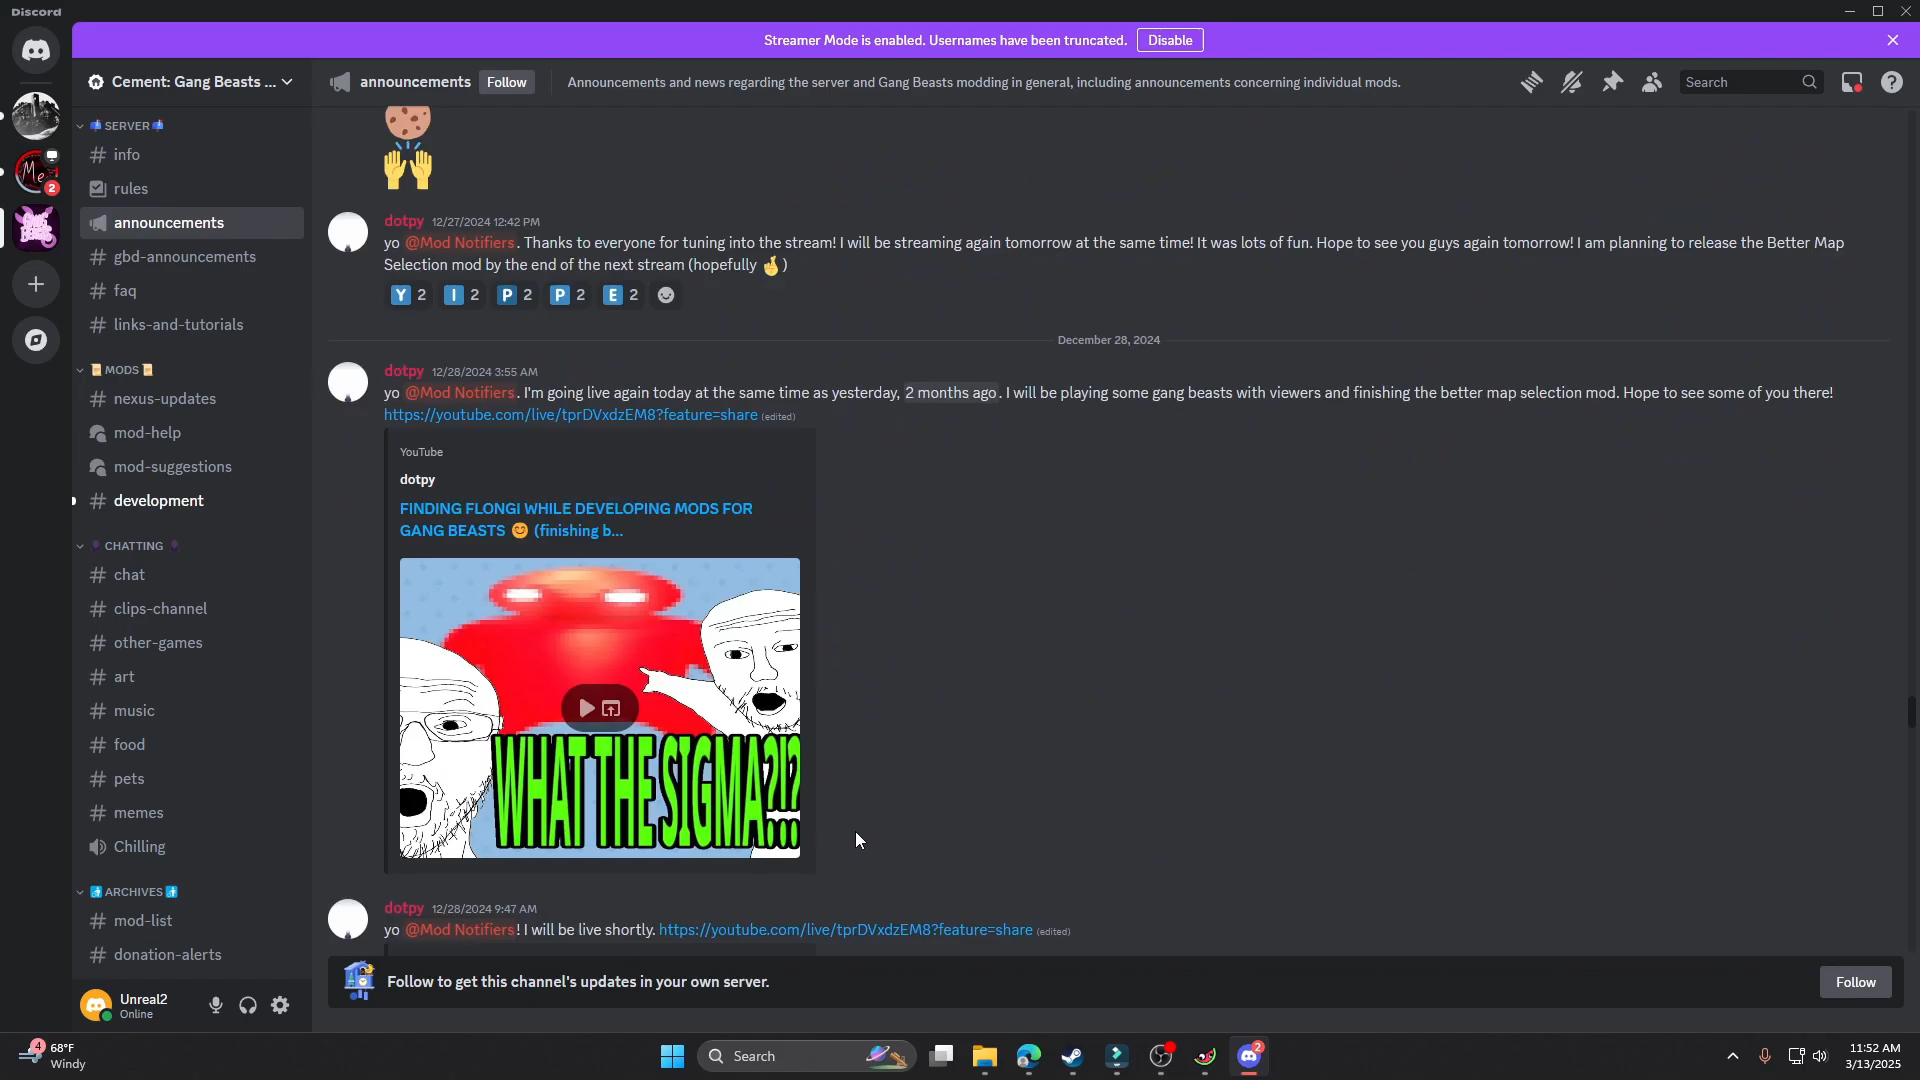 Discord
Streamer Mode is enabled. Usernames have been truncated. Disable
Cement: Gang Beasts ...
announcements Follow Announcements and news regarding the server and Gang Beasts modding in general, including announcements concerning individual mods. Search
SERVER
info
rules
Me
2
announcements
gbd-announcements
faq
links-and-tutorials
MODS
nexus-updates
mod-help
mod-suggestions
development
CHATTING
chat
clips-channel
other-games
art
music
food
pets
memes
Chilling
ARCHIVES
mod-list
donation-alerts
Unreal2
Online
dotpy 12/27/2024 12:42 PM
yo @Mod Notifiers. Thanks to everyone for tuning into the stream! I will be streaming again tomorrow at the same time! It was lots of fun. Hope to see you guys again tomorrow! I am planning to release the Better Map
Selection mod by the end of the next stream (hopefully 🤞)
Y 2 I 2 P 2 P 2 E 2
December 28, 2024
dotpy 12/28/2024 3:55 AM
yo @Mod Notifiers. I'm going live again today at the same time as yesterday, 2 months ago. I will be playing some gang beasts with viewers and finishing the better map selection mod. Hope to see some of you there!
https://youtube.com/live/tprDVxdzEM8?feature=share (edited)
YouTube
dotpy
FINDING FLONGI WHILE DEVELOPING MODS FOR
GANG BEASTS 😊 (finishing b...
WHAT THE SIGMA?!?
...
dotpy 12/28/2024 9:47 AM
yo @Mod Notifiers! I will be live shortly. https://youtube.com/live/tprDVxdzEM8?feature=share (edited)
Follow to get this channel's updates in your own server. Follow
4
68°F
Windy
Search
2
11:52 AM
3/13/2025